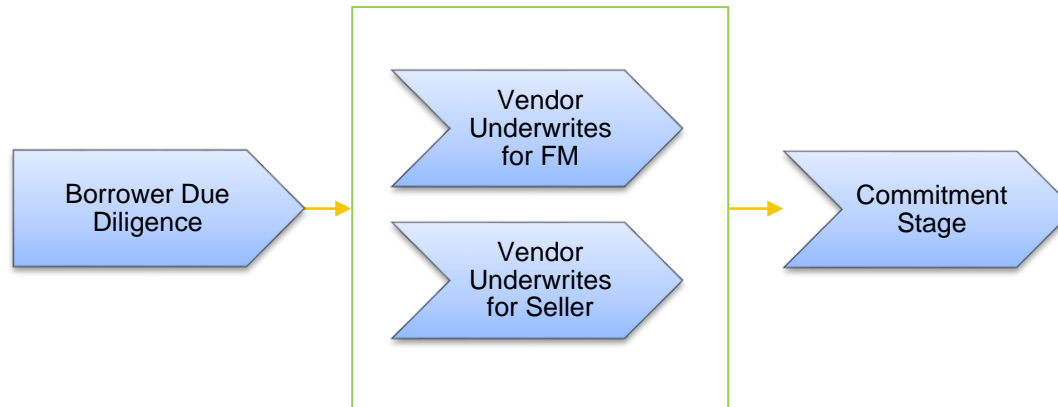 Borrower Due
Diligence
Vendor
Underwrites
for FM
Vendor
Underwrites
for Seller
Commitment
Stage